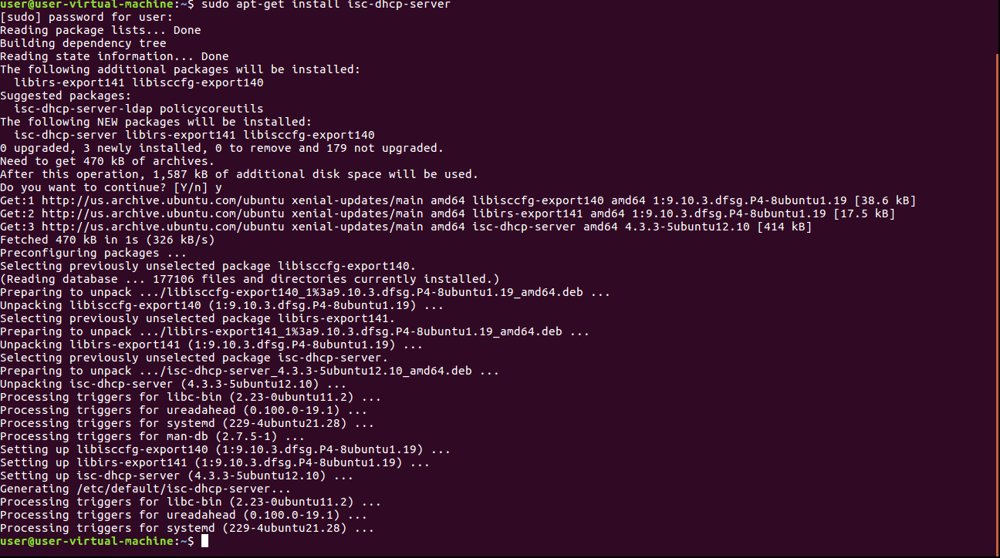 user@user-virtual-machine:~$ sudo apt-get install isc-dhcp-server
[sudo] password for user:
Reading package lists... Done
Building dependency tree
Reading state information... Done
The following additional packages will be installed:
  libirs-export141 libisccfg-export140
Suggested packages:
  isc-dhcp-server-ldap policycoreutils
The following NEW packages will be installed:
  isc-dhcp-server libirs-export141 libisccfg-export140
0 upgraded, 3 newly installed, 0 to remove and 179 not upgraded.
Need to get 470 kB of archives.
After this operation, 1,587 kB of additional disk space will be used.
Do you want to continue? [Y/n] y
Get:1 http://us.archive.ubuntu.com/ubuntu xenial-updates/main amd64 libisccfg-export140 amd64 1:9.10.3.dfsg.P4-8ubuntu1.19 [38.6 kB]
Get:2 http://us.archive.ubuntu.com/ubuntu xenial-updates/main amd64 libirs-export141 amd64 1:9.10.3.dfsg.P4-8ubuntu1.19 [17.5 kB]
Get:3 http://us.archive.ubuntu.com/ubuntu xenial-updates/main amd64 isc-dhcp-server amd64 4.3.3-5ubuntu12.10 [414 kB]
Fetched 470 kB in 1s (326 kB/s)
Preconfiguring packages ...
Selecting previously unselected package libisccfg-export140.
(Reading database ... 177106 files and directories currently installed.)
Preparing to unpack .../libisccfg-export140_1%3a9.10.3.dfsg.P4-8ubuntu1.19_amd64.deb ...
Unpacking libisccfg-export140 (1:9.10.3.dfsg.P4-8ubuntu1.19) ...
Selecting previously unselected package libirs-export141.
Preparing to unpack .../libirs-export141_1%3a9.10.3.dfsg.P4-8ubuntu1.19_amd64.deb ...
Unpacking libirs-export141 (1:9.10.3.dfsg.P4-8ubuntu1.19) ...
Selecting previously unselected package isc-dhcp-server.
Preparing to unpack .../isc-dhcp-server_4.3.3-5ubuntu12.10_amd64.deb ...
Unpacking isc-dhcp-server (4.3.3-5ubuntu12.10) ...
Processing triggers for libc-bin (2.23-0ubuntu11.2) ...
Processing triggers for ureadahead (0.100.0-19.1) ...
Processing triggers for systemd (229-4ubuntu21.28) ...
Processing triggers for man-db (2.7.5-1) ...
Setting up libisccfg-export140 (1:9.10.3.dfsg.P4-8ubuntu1.19) ...
Setting up libirs-export141 (1:9.10.3.dfsg.P4-8ubuntu1.19) ...
Setting up isc-dhcp-server (4.3.3-5ubuntu12.10) ...
Generating /etc/default/isc-dhcp-server...
Processing triggers for libc-bin (2.23-0ubuntu11.2) ...
Processing triggers for ureadahead (0.100.0-19.1) ...
Processing triggers for systemd (229-4ubuntu21.28) ...
user@user-virtual-machine:~$